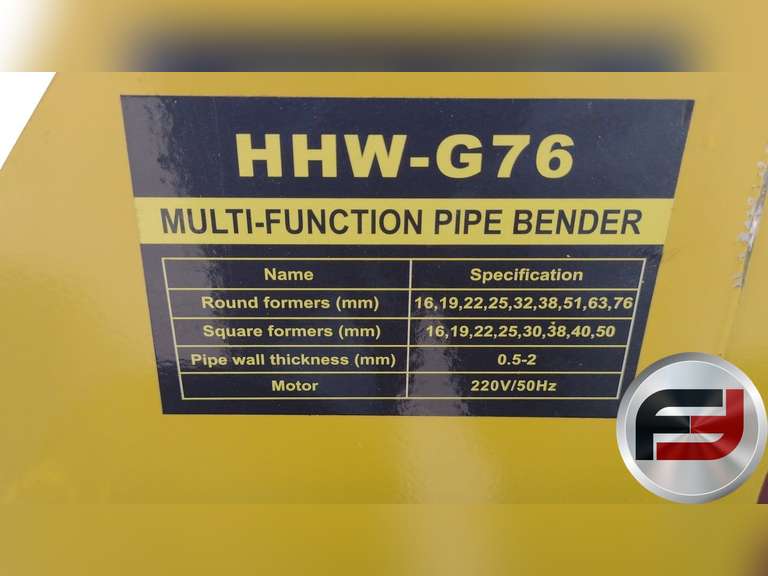 HHW-G76
MULTI-FUNCTION PIPE BENDER
Name Specification
Round formers (mm) 16,19,22,25,32,38,51,63,76
Square formers (mm) 16,19,22,25,30,38,40,50
Pipe wall thickness (mm) 0.5-2
Motor 220V/50Hz